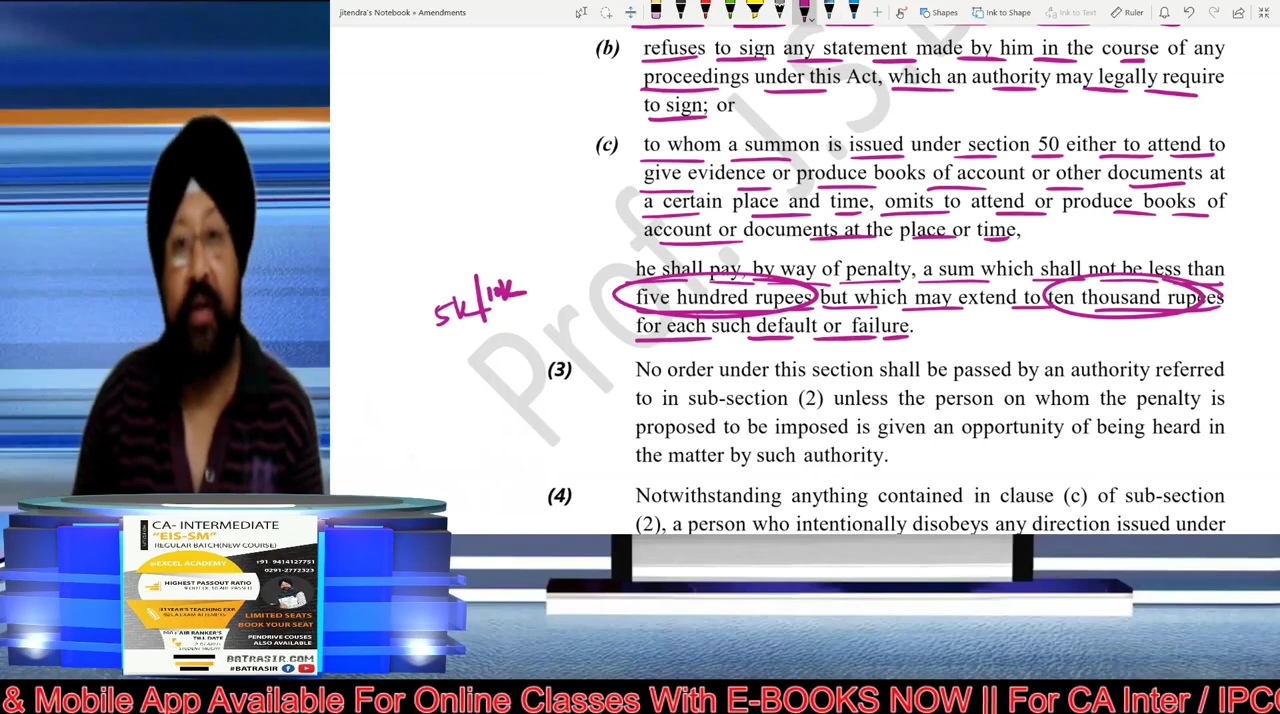 jitendra's Notebook » Amendments
Shapes
Ink to Shape
Ink to Text
Ruler
(b) refuses to sign any statement made by him in the course of any
proceedings under this Act, which an authority may legally require
to sign; or
(c) to whom a summon is issued under section 50 either to attend to
give evidence or produce books of account or other documents at
a certain place and time, omits to attend or produce books of
account or documents at the place or time,
he shall pay, by way of penalty, a sum which shall not be less than
five hundred rupees but which may extend to ten thousand rupees
for each such default or failure.
5K/10K
(3) No order under this section shall be passed by an authority referred
to in sub-section (2) unless the person on whom the penalty is
proposed to be imposed is given an opportunity of being heard in
the matter by such authority.
(4) Notwithstanding anything contained in clause (c) of sub-section
(2), a person who intentionally disobeys any direction issued under
Prof. J.S.
CA- INTERMEDIATE
"EIS-SM"
REGULAR BATCH(NEW COURSE)
@EXCEL ACADEMY
+91 9414127751
0291-2772323
HIGHEST PASSOUT RATIO
LIMITED SEATS
BOOK YOUR SEAT
TILL DATE
PENDRIVE COUSES
ALSO AVAILABLE
BATRASIR.COM
#BATRASIR
& Mobile App Available For Online Classes With E-BOOKS NOW || For CA Inter / IPCC